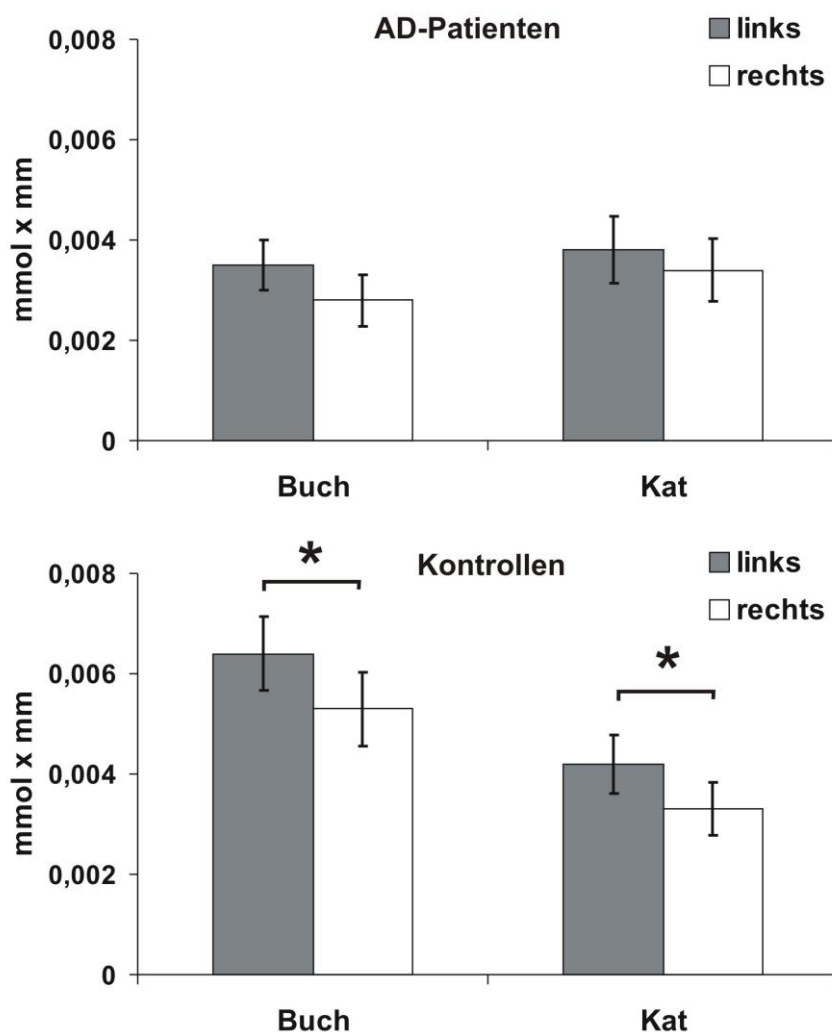 AD-Patienten
links
rechts
0,008
0,006
0,004
0,002
0
mmol x mm
Buch Kat
Kontrollen
links
rechts
*
*
0,008
0,006
0,004
0,002
0
mmol x mm
Buch Kat